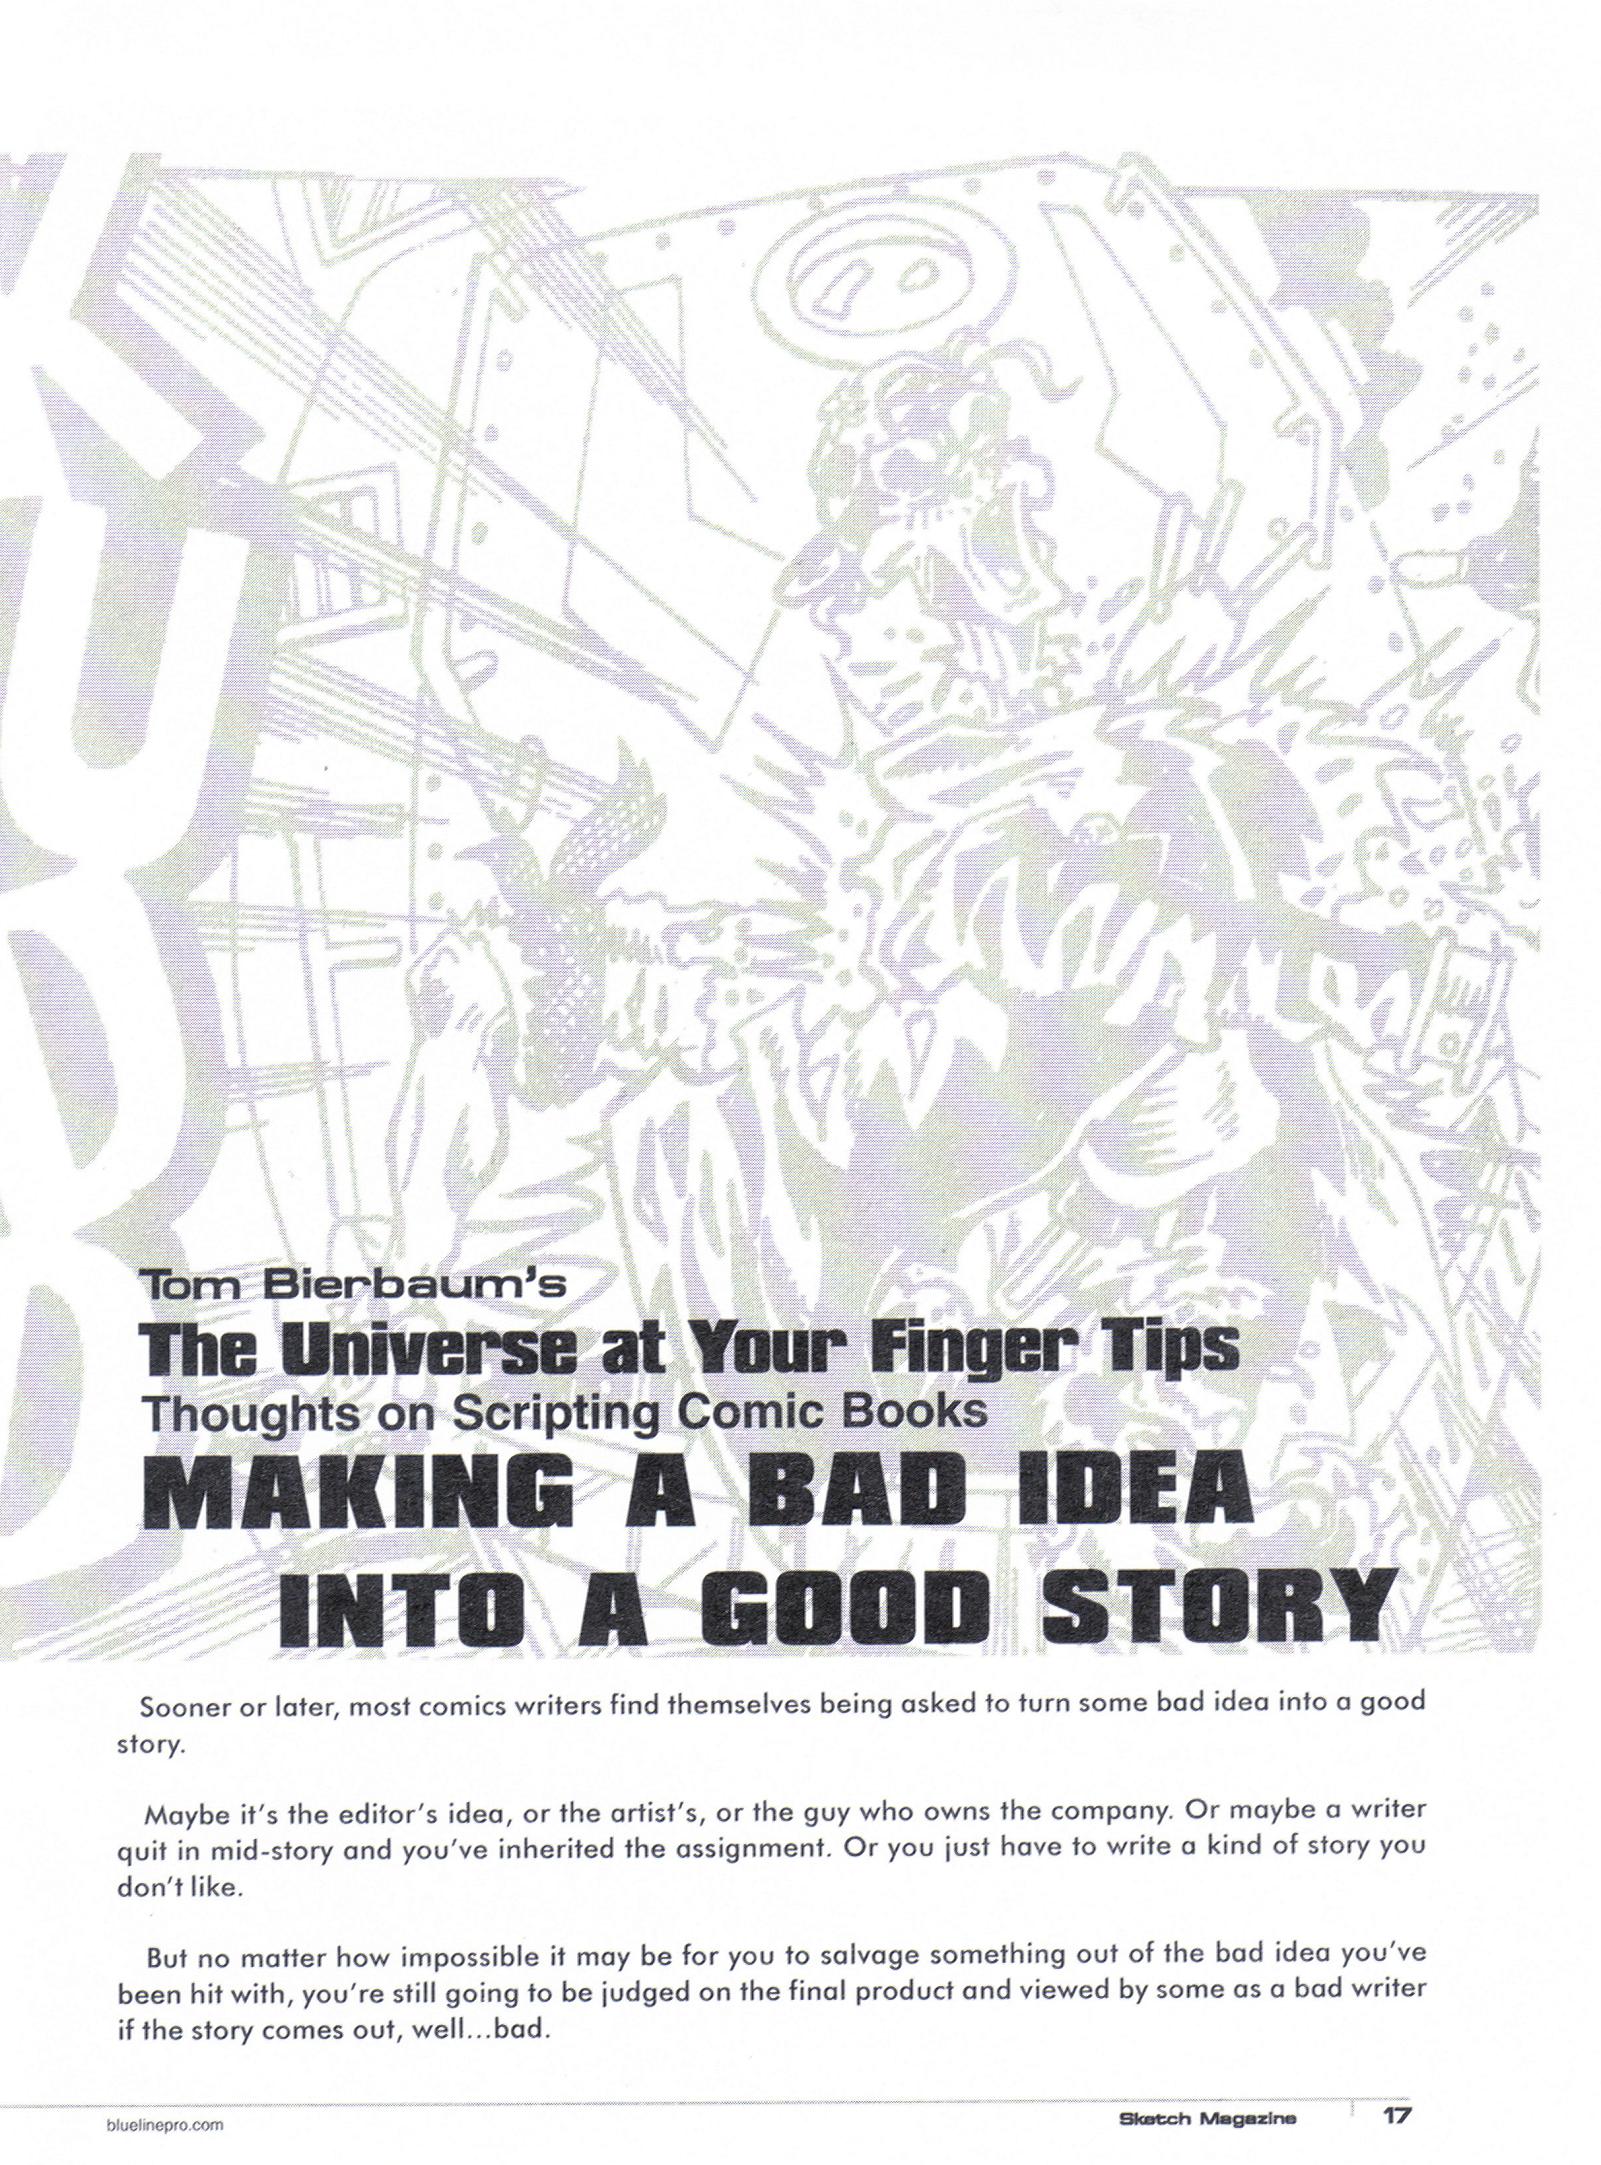 Tom Bierbaum's
The Universe at Your Finger Tips
Thoughts on Scripting Comic Books
MAKING A BAD IDEA
INTO A GOOD STORY
Sooner or later, most comics writers find themselves being asked to turn some bad idea into a good
story.
Maybe it's the editor's idea, or the artist's, or the guy who owns the company. Or maybe a writer
quit in mid-story and you've inherited the assignment. Or you just have to write a kind of story you
don't like.
But no matter how impossible it may be for you to salvage something out of the bad idea you've
been hit with, you're still going to be judged on the final product and viewed by some as a bad writer
if the story comes out, well...bad.
bluelinepro.com
Sketch Magazine
17